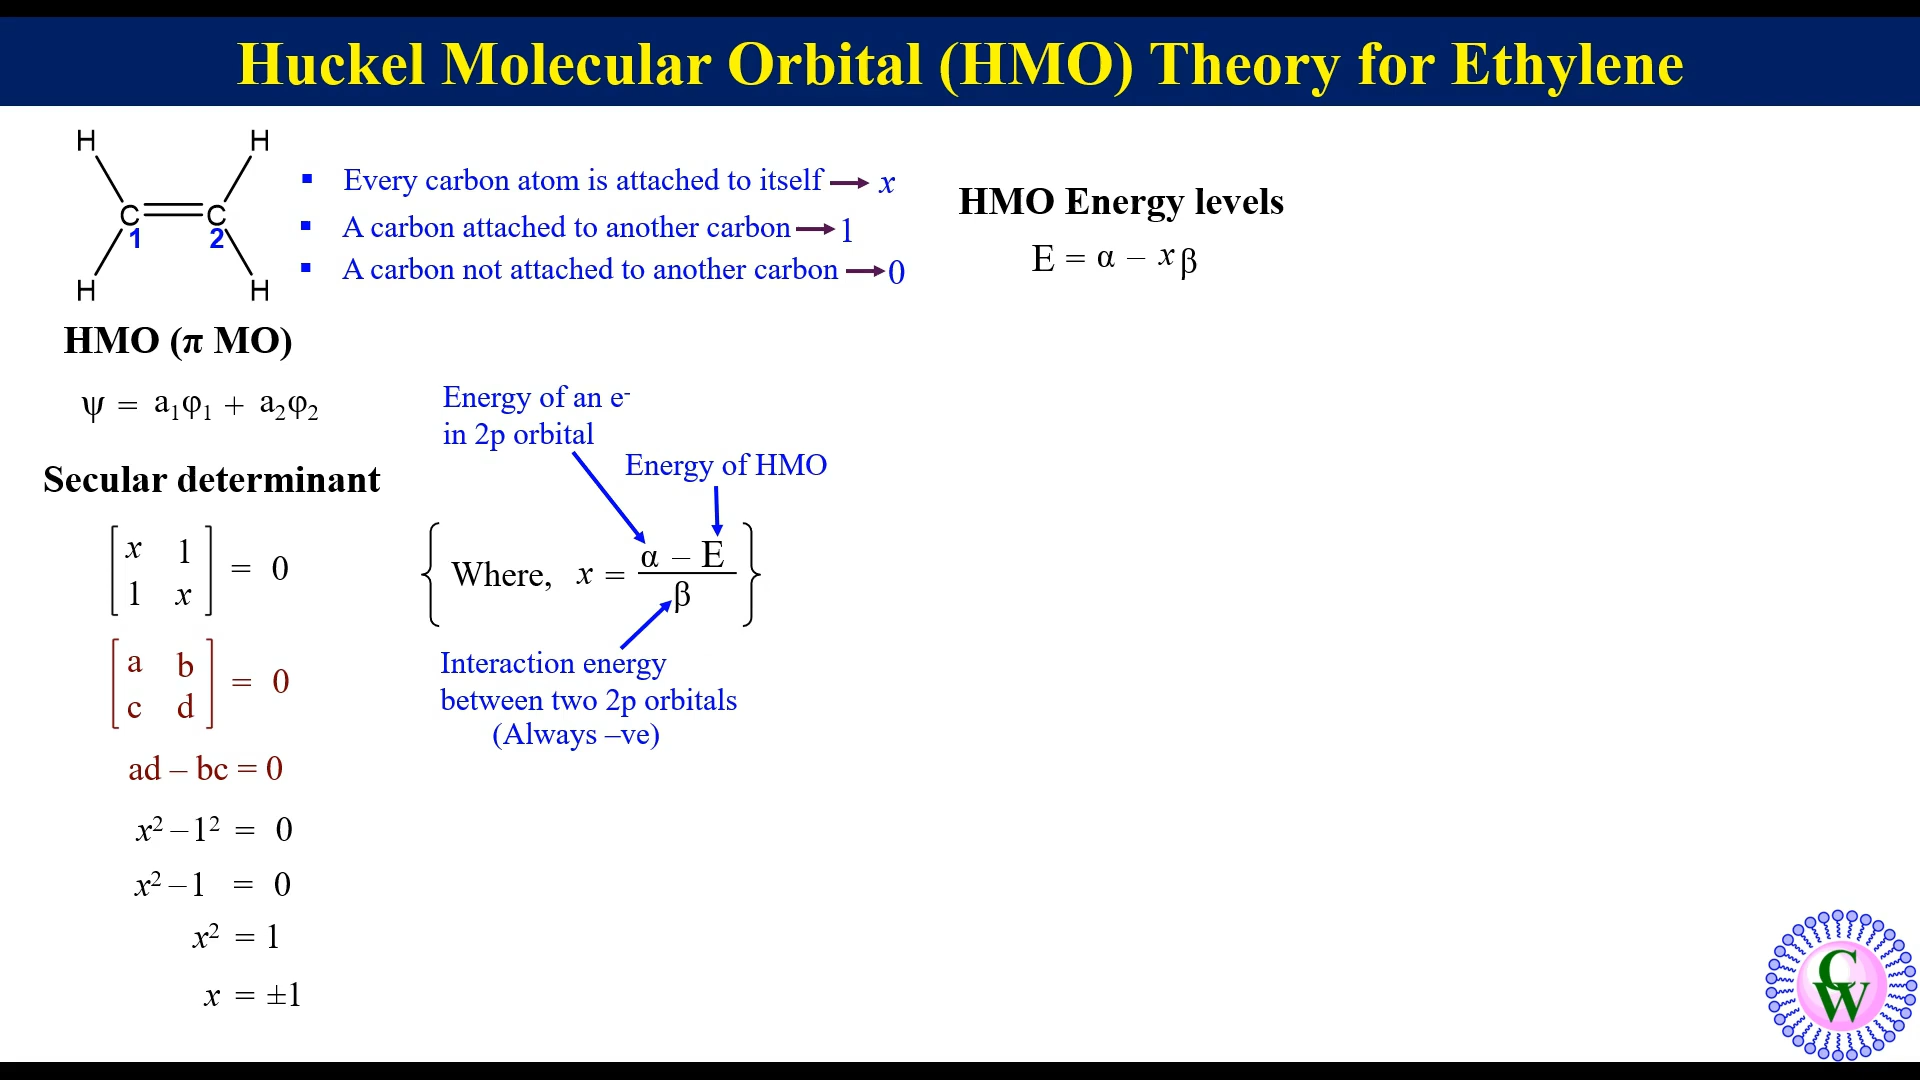 Huckel Molecular Orbital (HMO) Theory for Ethylene
H H
C C
1 2
H H
▪ Every carbon atom is attached to itself → x
▪ A carbon attached to another carbon → 1
▪ A carbon not attached to another carbon → 0
HMO (π MO)
ψ = a₁φ₁ + a₂φ₂
Secular determinant
x 1
1 x
= 0
a b
c d
= 0
ad – bc = 0
x² – 1² = 0
x² – 1 = 0
x² = 1
x = ±1
Energy of an e⁻
in 2p orbital
Energy of HMO
{ Where, x = α – E / β }
Interaction energy
between two 2p orbitals
(Always –ve)
HMO Energy levels
E = α – x β
CW